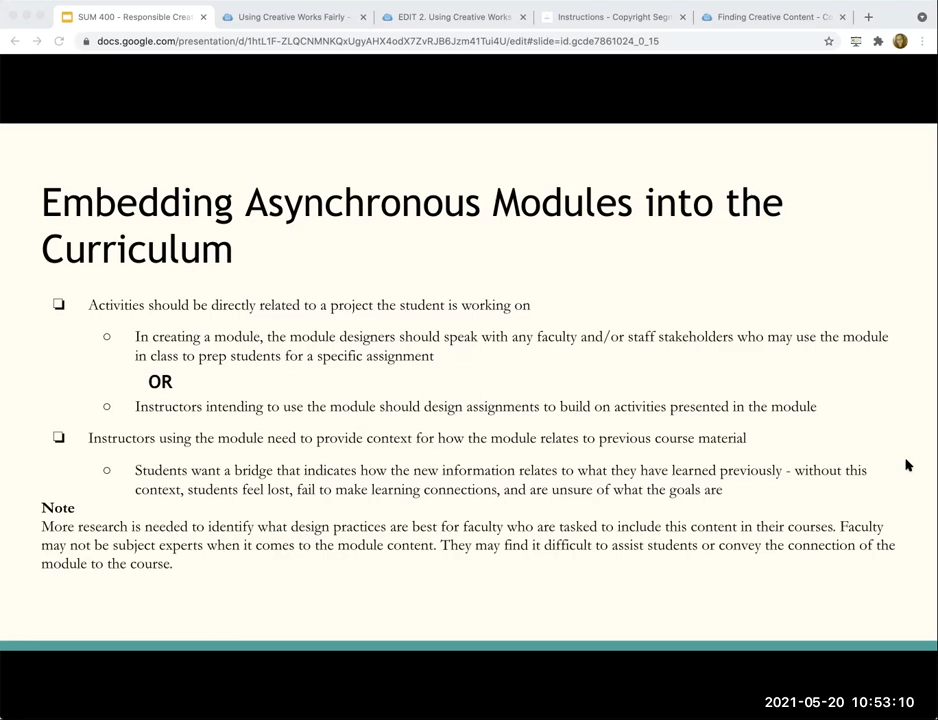 SUM 400 - Responsible Creat
Using Creative Works Fairly -
EDIT 2. Using Creative Works
Instructions - Copyright Segm
Finding Creative Content - Co
docs.google.com/presentation/d/1htL1F-ZLQCNMNKQxUgyAHX4odX7ZvRJB6Jzm41Tui4U/edit#slide=id.gcde7861024_0_15
Embedding Asynchronous Modules into the
Curriculum
Activities should be directly related to a project the student is working on
In creating a module, the module designers should speak with any faculty and/or staff stakeholders who may use the module
in class to prep students for a specific assignment
OR
Instructors intending to use the module should design assignments to build on activities presented in the module
Instructors using the module need to provide context for how the module relates to previous course material
Students want a bridge that indicates how the new information relates to what they have learned previously - without this
context, students feel lost, fail to make learning connections, and are unsure of what the goals are
Note
More research is needed to identify what design practices are best for faculty who are tasked to include this content in their courses. Faculty
may not be subject experts when it comes to the module content. They may find it difficult to assist students or convey the connection of the
module to the course.
2021-05-20 10:53:10